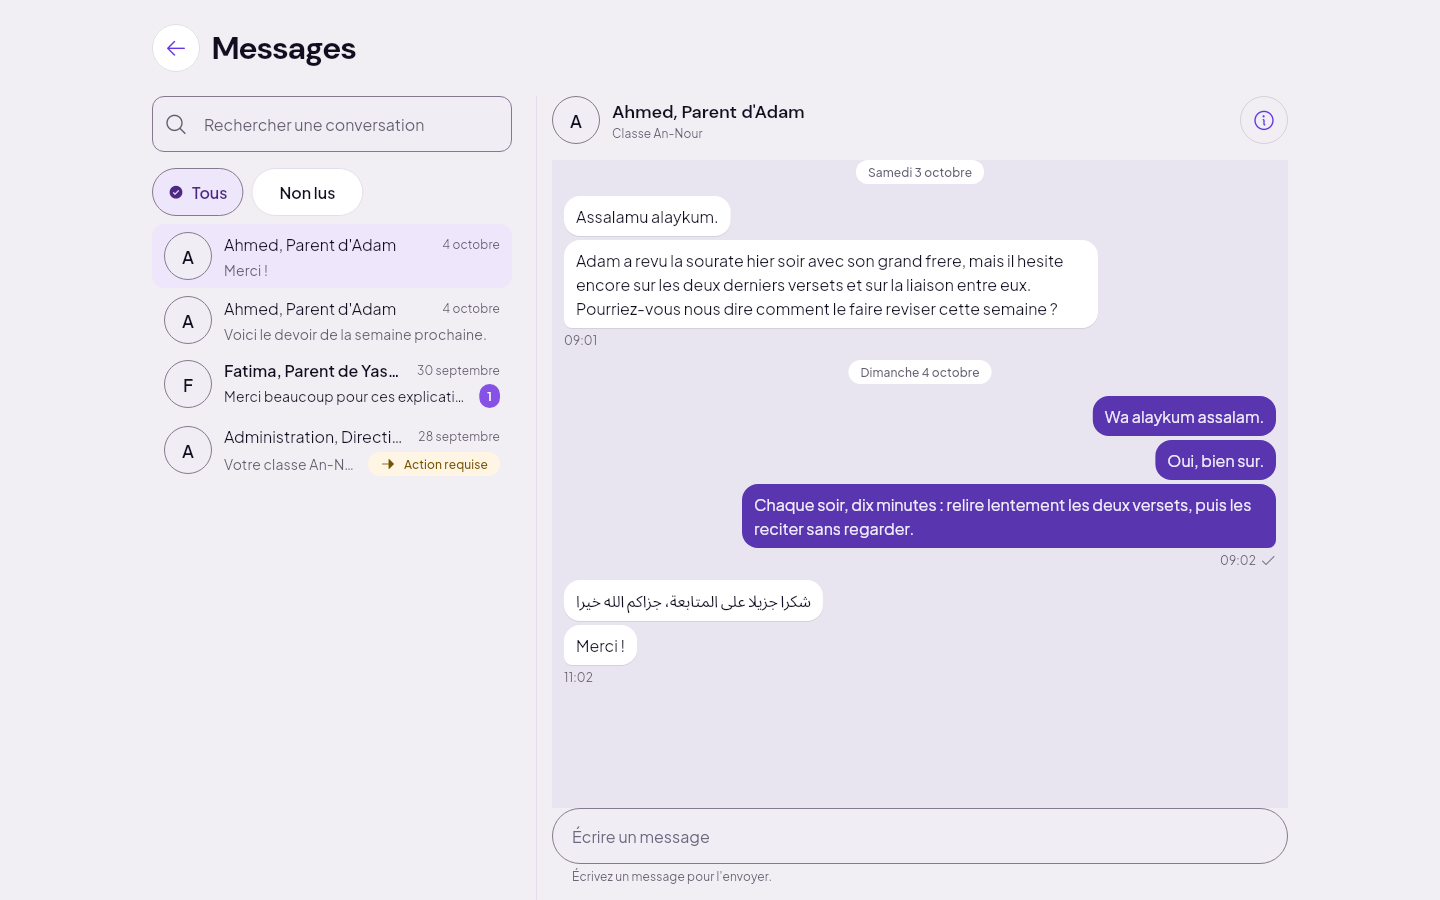 Messages
Rechercher une conversation
Tous
Non lus
A
Ahmed, Parent d'Adam
4 octobre
Merci !
A
Ahmed, Parent d'Adam
4 octobre
Voici le devoir de la semaine prochaine.
F
Fatima, Parent de Yas…
30 septembre
Merci beaucoup pour ces explicati…
1
A
Administration, Directi…
28 septembre
Votre classe An-N…
Action requise
A
Ahmed, Parent d'Adam
Classe An-Nour
Samedi 3 octobre
Assalamu alaykum.
Adam a revu la sourate hier soir avec son grand frere, mais il hesite
encore sur les deux derniers versets et sur la liaison entre eux.
Pourriez-vous nous dire comment le faire reviser cette semaine ?
09:01
Dimanche 4 octobre
Wa alaykum assalam.
Oui, bien sur.
Chaque soir, dix minutes : relire lentement les deux versets, puis les
reciter sans regarder.
09:02
شكرا جزيلا على المتابعة، جزاكم الله خيرا
Merci !
11:02
Écrire un message
Écrivez un message pour l'envoyer.